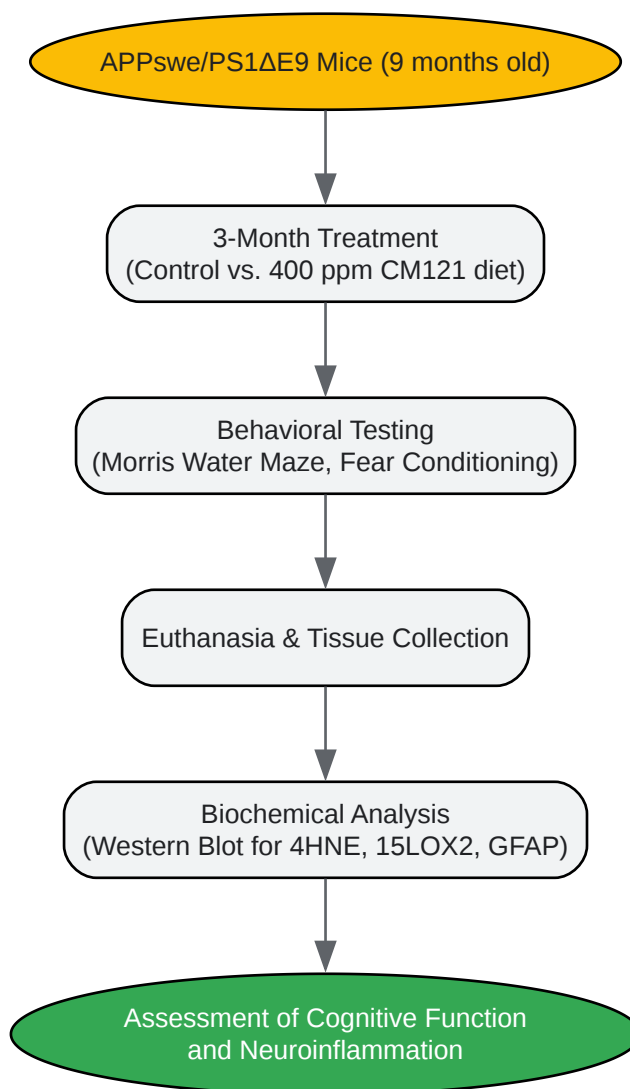 APPswe/PS1ΔE9 Mice (9 months old)
3-Month Treatment
(Control vs. 400 ppm CM121 diet)
Behavioral Testing
(Morris Water Maze, Fear Conditioning)
Euthanasia & Tissue Collection
Biochemical Analysis
(Western Blot for 4HNE, 15LOX2, GFAP)
Assessment of Cognitive Function
and Neuroinflammation